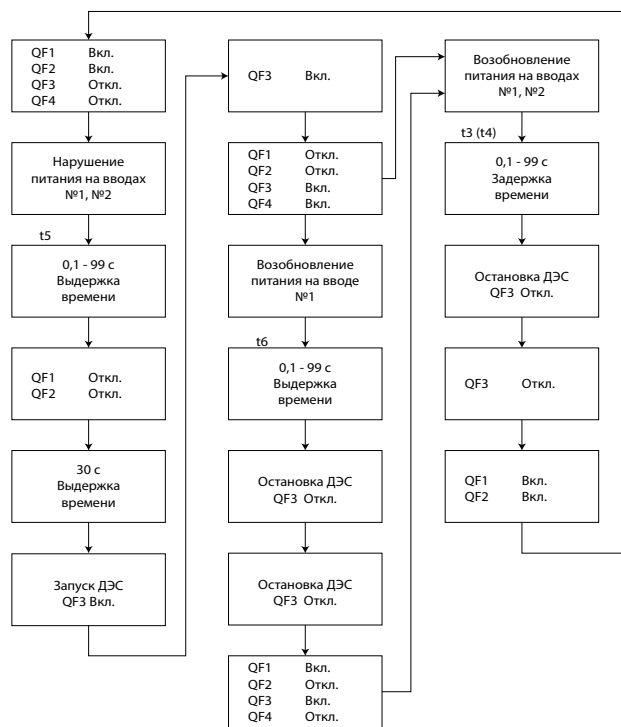 QF1 Вкл.
QF2 Вкл.
QF3 Откл.
QF4 Откл.
Нарушение
питания на вводах
№1, №2
t5
0,1 - 99 с
Выдержка
времени
QF1 Откл.
QF2 Откл.
30 с
Выдержка
времени
Запуск ДЭС
QF3 Вкл.
QF3 Вкл.
QF1 Откл.
QF2 Откл.
QF3 Вкл.
QF4 Вкл.
Возобновление
питания на вводе
№1
t6
0,1 - 99 с
Выдержка
времени
Остановка ДЭС
QF3 Откл.
Остановка ДЭС
QF3 Откл.
QF1 Вкл.
QF2 Откл.
QF3 Вкл.
QF4 Откл.
Возобновление
питания на вводах
№1, №2
t3 (t4)
0,1 - 99 с
Задержка
времени
Остановка ДЭС
QF3 Откл.
QF3 Откл.
QF1 Вкл.
QF2 Вкл.